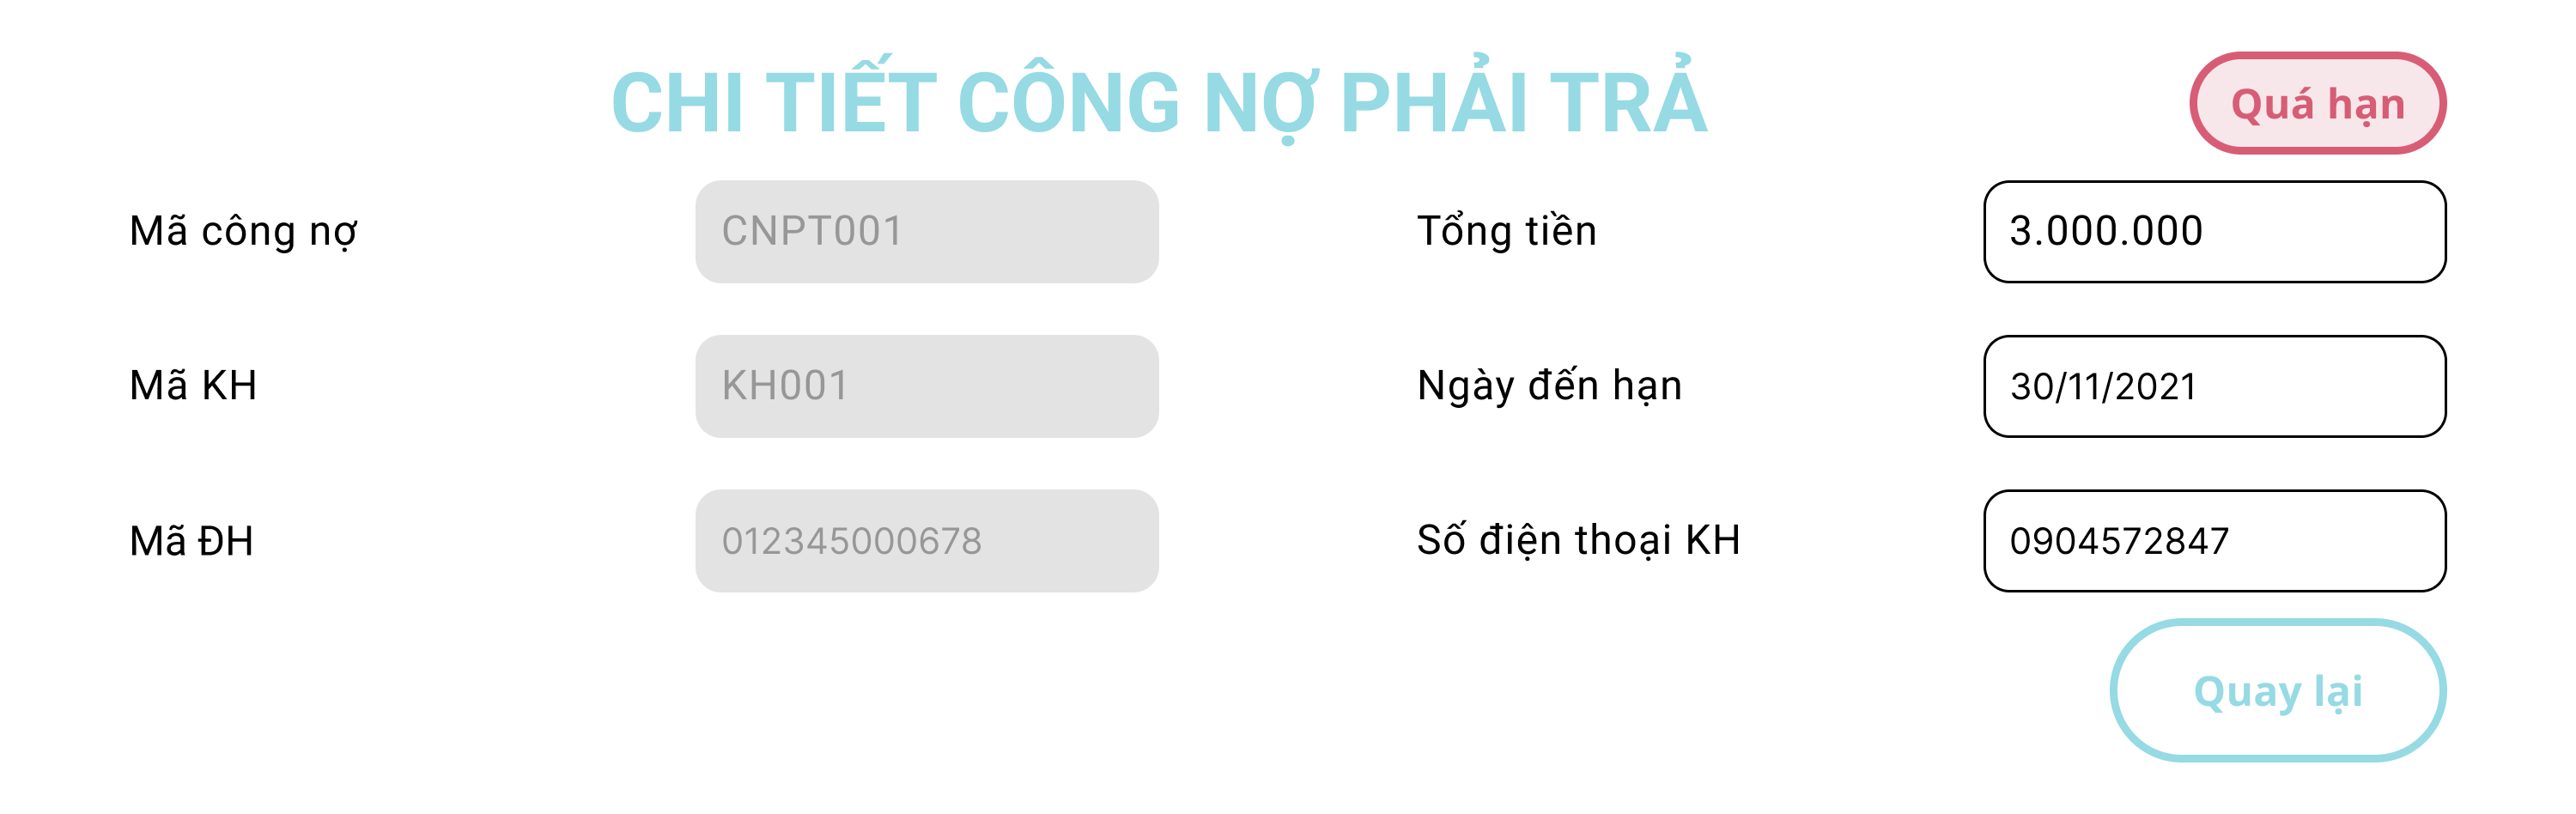 CHI TIẾT CÔNG NỢ PHẢI TRẢ
Quá hạn
Mã công nợ
CNPT001
Tổng tiền
3.000.000
Mã KH
KH001
Ngày đến hạn
30/11/2021
Mã ĐH
012345000678
Số điện thoại KH
0904572847
Quay lại